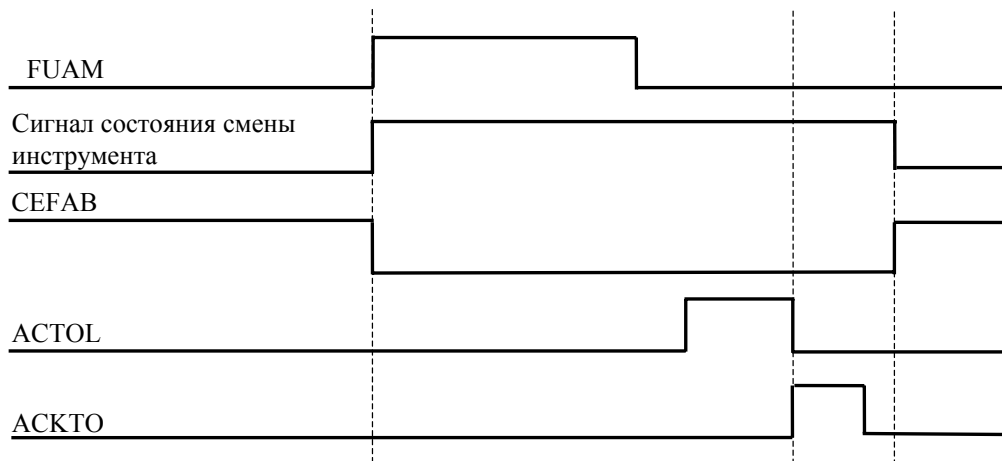 FUAM
Сигнал состояния смены
инструмента
CEFAB
ACTOL
ACKTO